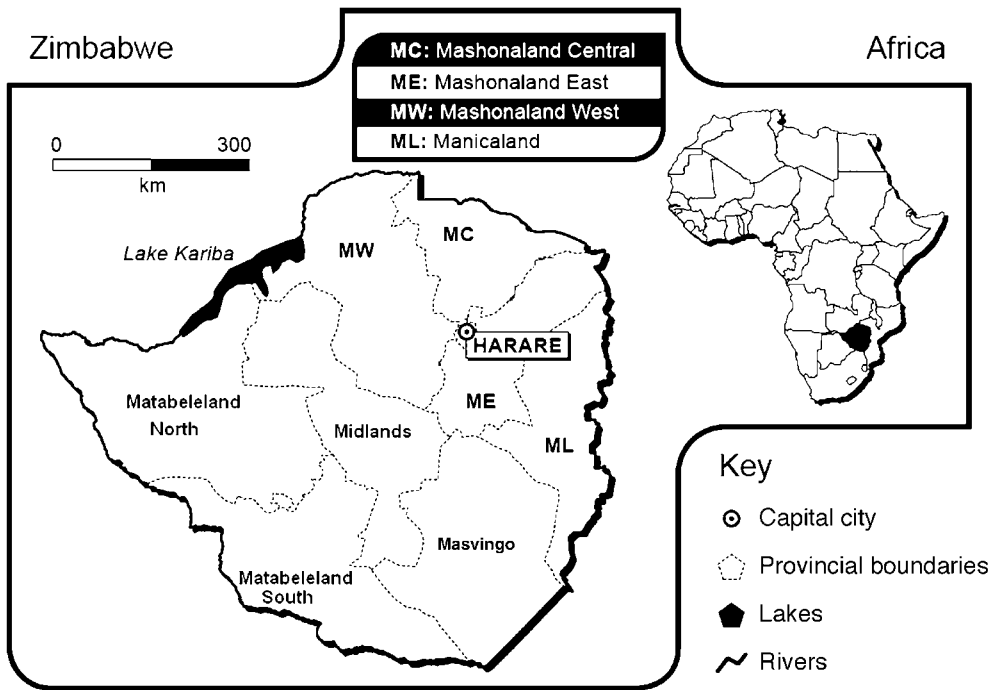 Zimbabwe
Africa
MC: Mashonaland Central
ME: Mashonaland East
MW: Mashonaland West
ML: Manicaland
0 300
km
Lake Kariba
MW
MC
HARARE
Matabeleland
North
Midlands
ME
ML
Masvingo
Matabeleland
South
Key
Capital city
Provincial boundaries
Lakes
Rivers